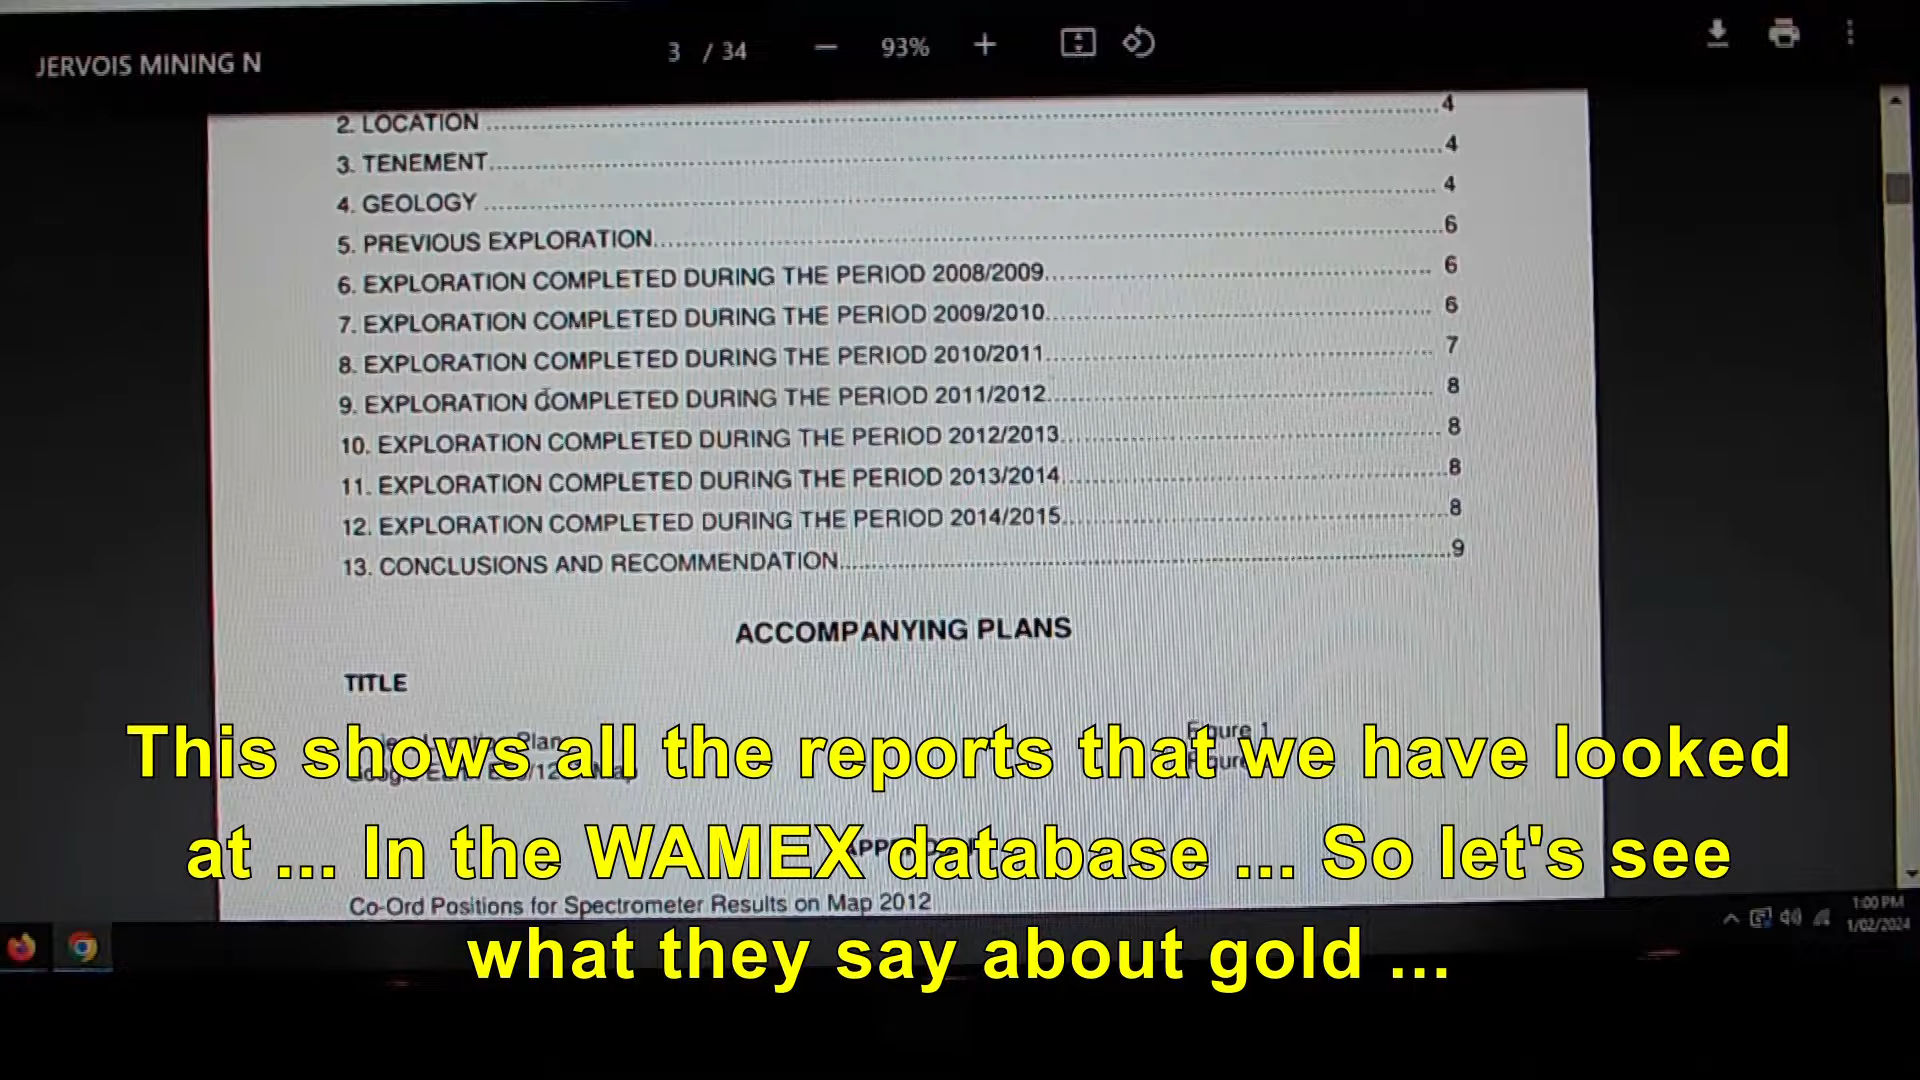 JERVOIS MINING N
3 / 34
93%
2. LOCATION 4
3. TENEMENT 4
4. GEOLOGY 4
5. PREVIOUS EXPLORATION 6
6. EXPLORATION COMPLETED DURING THE PERIOD 2008/2009 6
7. EXPLORATION COMPLETED DURING THE PERIOD 2009/2010 6
8. EXPLORATION COMPLETED DURING THE PERIOD 2010/2011 7
9. EXPLORATION COMPLETED DURING THE PERIOD 2011/2012 8
10. EXPLORATION COMPLETED DURING THE PERIOD 2012/2013 8
11. EXPLORATION COMPLETED DURING THE PERIOD 2013/2014 8
12. EXPLORATION COMPLETED DURING THE PERIOD 2014/2015 8
13. CONCLUSIONS AND RECOMMENDATION 9
ACCOMPANYING PLANS
TITLE
Plan Figure 1
This shows all the reports that we have looked
at ... In the WAMEX database ... So let's see
what they say about gold ...
Co-Ord Positions for Spectrometer Results on Map 2012
1:00 PM
1/02/2024